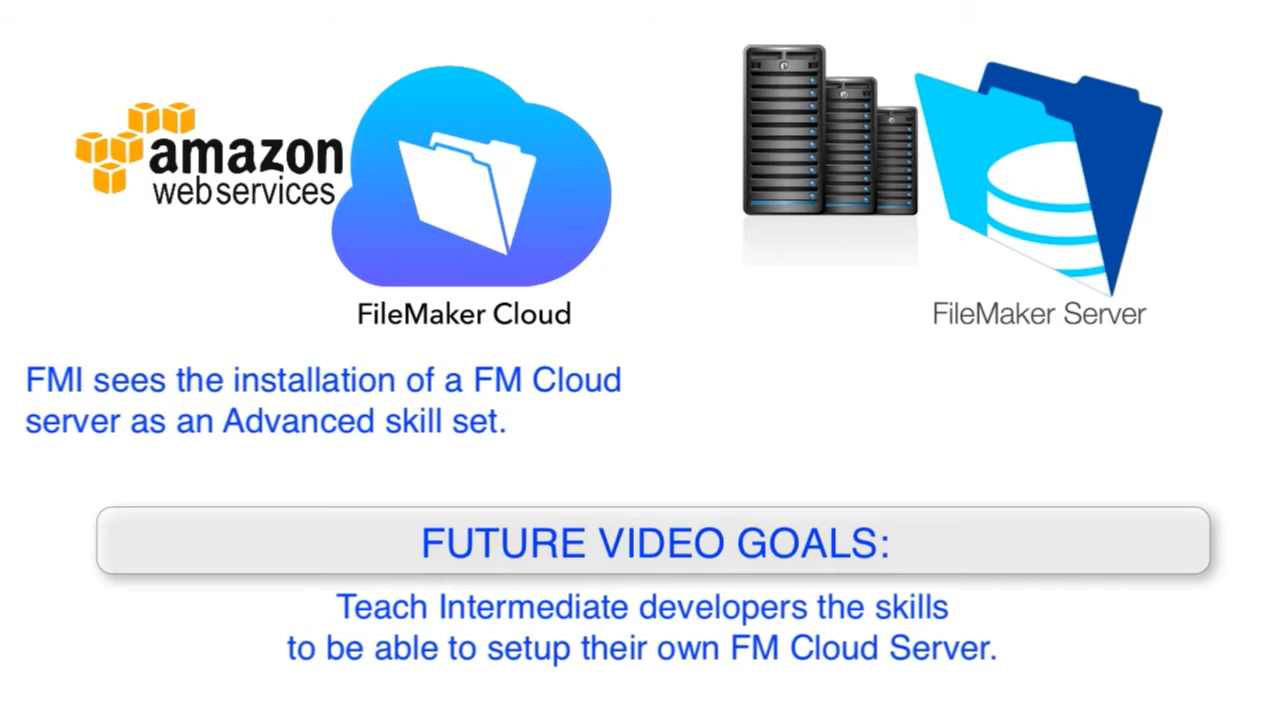 amazon
webservices
FileMaker Cloud
FileMaker Server
FMI sees the installation of a FM Cloud
server as an Advanced skill set.
FUTURE VIDEO GOALS:
Teach Intermediate developers the skills
to be able to setup their own FM Cloud Server.